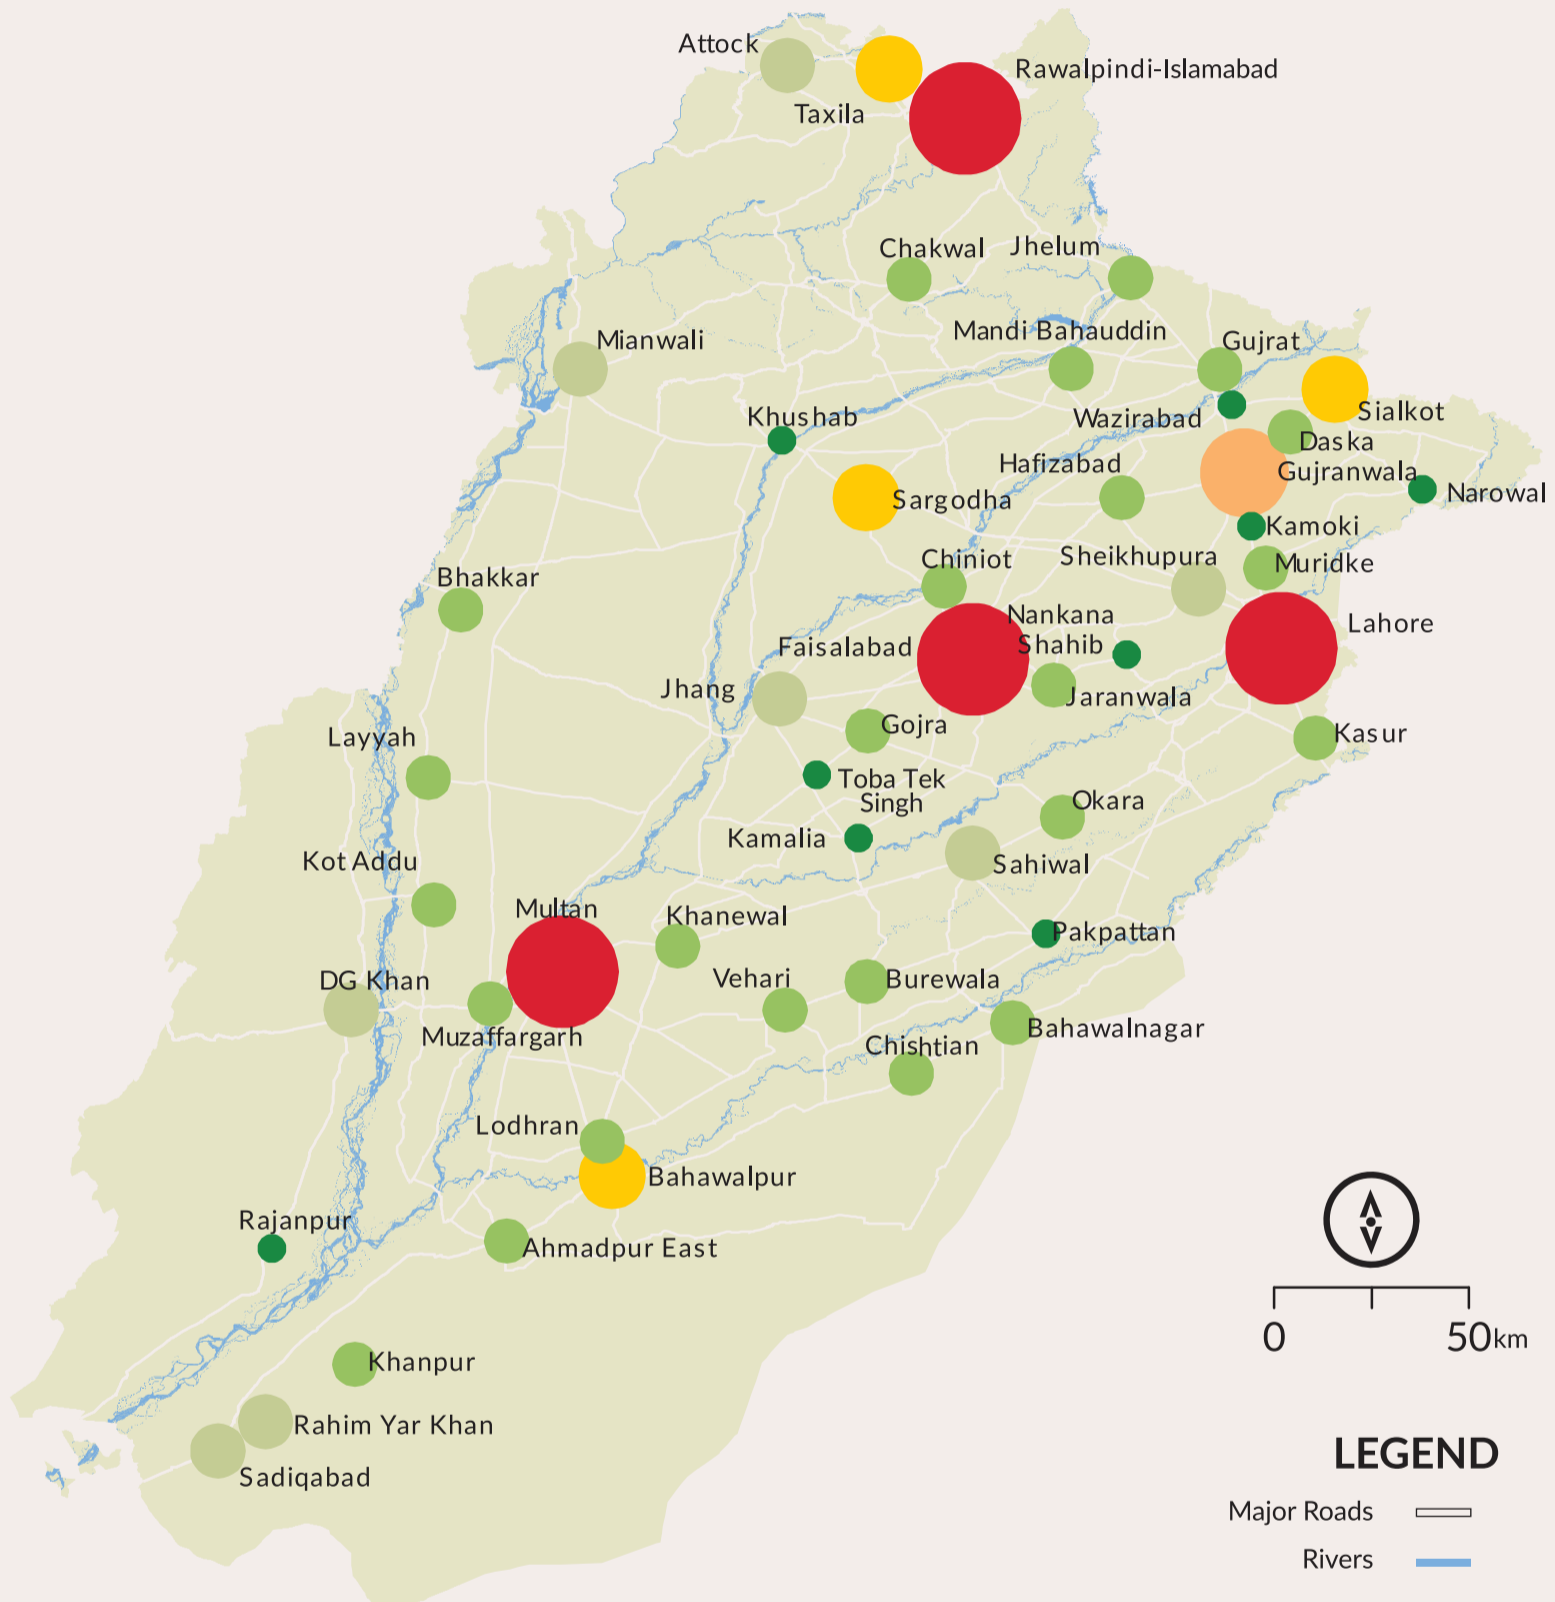 Attock
Rawalpindi-Islamabad
Taxila
Chakwal
Jhelum
Mandi Bahauddin
Mianwali
Gujrat
Khushab
Wazirabad
Sialkot
Daska
Hafizabad
Gujranwala
Narowal
Sargodha
Kamoki
Chiniot
Sheikhupura
Muridke
Bhakkar
Nankana
Shahib
Lahore
Faisalabad
Jhang
Jaranwala
Gojra
Kasur
Layyah
Toba Tek
Singh
Okara
Kamalia
Sahiwal
Kot Addu
Multan
Khanewal
Pakpattan
DG Khan
Vehari
Burewala
Muzaffargarh
Bahawalnagar
Chishtian
Lodhran
Bahawalpur
Rajanpur
Ahmadpur East
0
50km
Khanpur
Rahim Yar Khan
Sadiqabad
LEGEND
Major Roads
Rivers